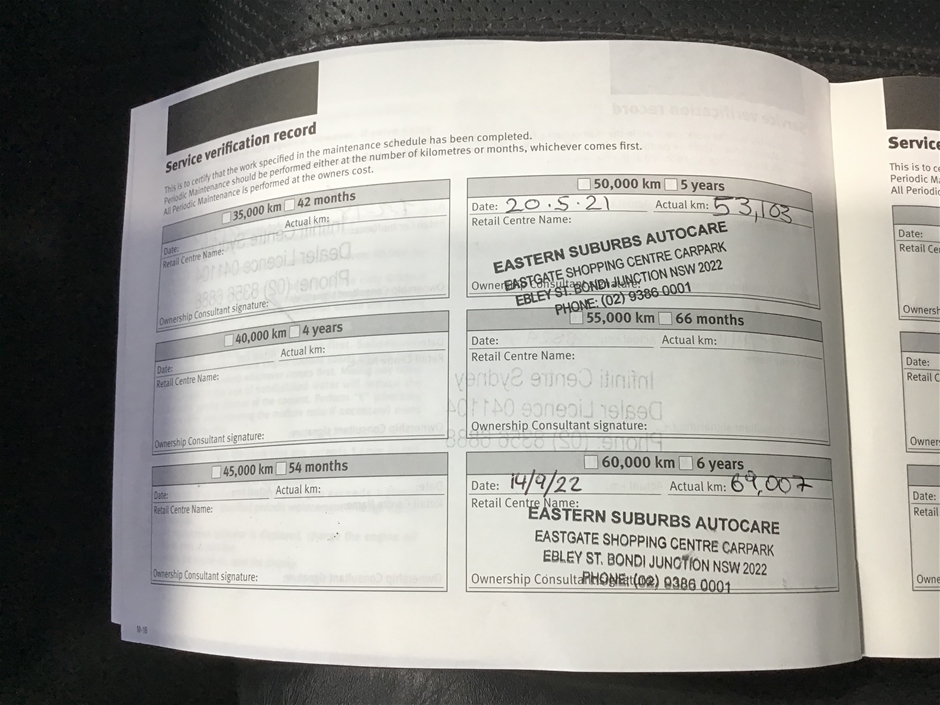 Service verification record
This is to certify that the work specified in the maintenance schedule has been completed.
Periodic Maintenance should be performed either at the number of kilometres or months, whichever comes first.
All Periodic Maintenance is performed at the owners cost.
35,000 km 42 months
Date: Actual km:
Retail Centre Name:
Ownership Consultant signature:
40,000 km 4 years
Date: Actual km:
Retail Centre Name:
Ownership Consultant signature:
45,000 km 54 months
Date: Actual km:
Retail Centre Name:
Ownership Consultant signature:
50,000 km 5 years
Date: 20.5.21 Actual km: 53,103
Retail Centre Name:
EASTERN SUBURBS AUTOCARE
EASTGATE SHOPPING CENTRE CARPARK
EBLEY ST. BONDI JUNCTION NSW 2022
PHONE: (02) 9386 0001
55,000 km 66 months
Date: Actual km:
Retail Centre Name:
Infiniti Centre Sydney
Dealer Licence 041104
Phone: (02) 8356 8888
Ownership Consultant signature:
60,000 km 6 years
Date: 14/9/22 Actual km: 69,007
Retail Centre Name:
EASTERN SUBURBS AUTOCARE
EASTGATE SHOPPING CENTRE CARPARK
EBLEY ST. BONDI JUNCTION NSW 2022
Ownership Consulta
PHONE: (02) 9386 0001
This is to
Periodic
All Periodic
Date:
Retail
Date:
Retail
Date:
Retail